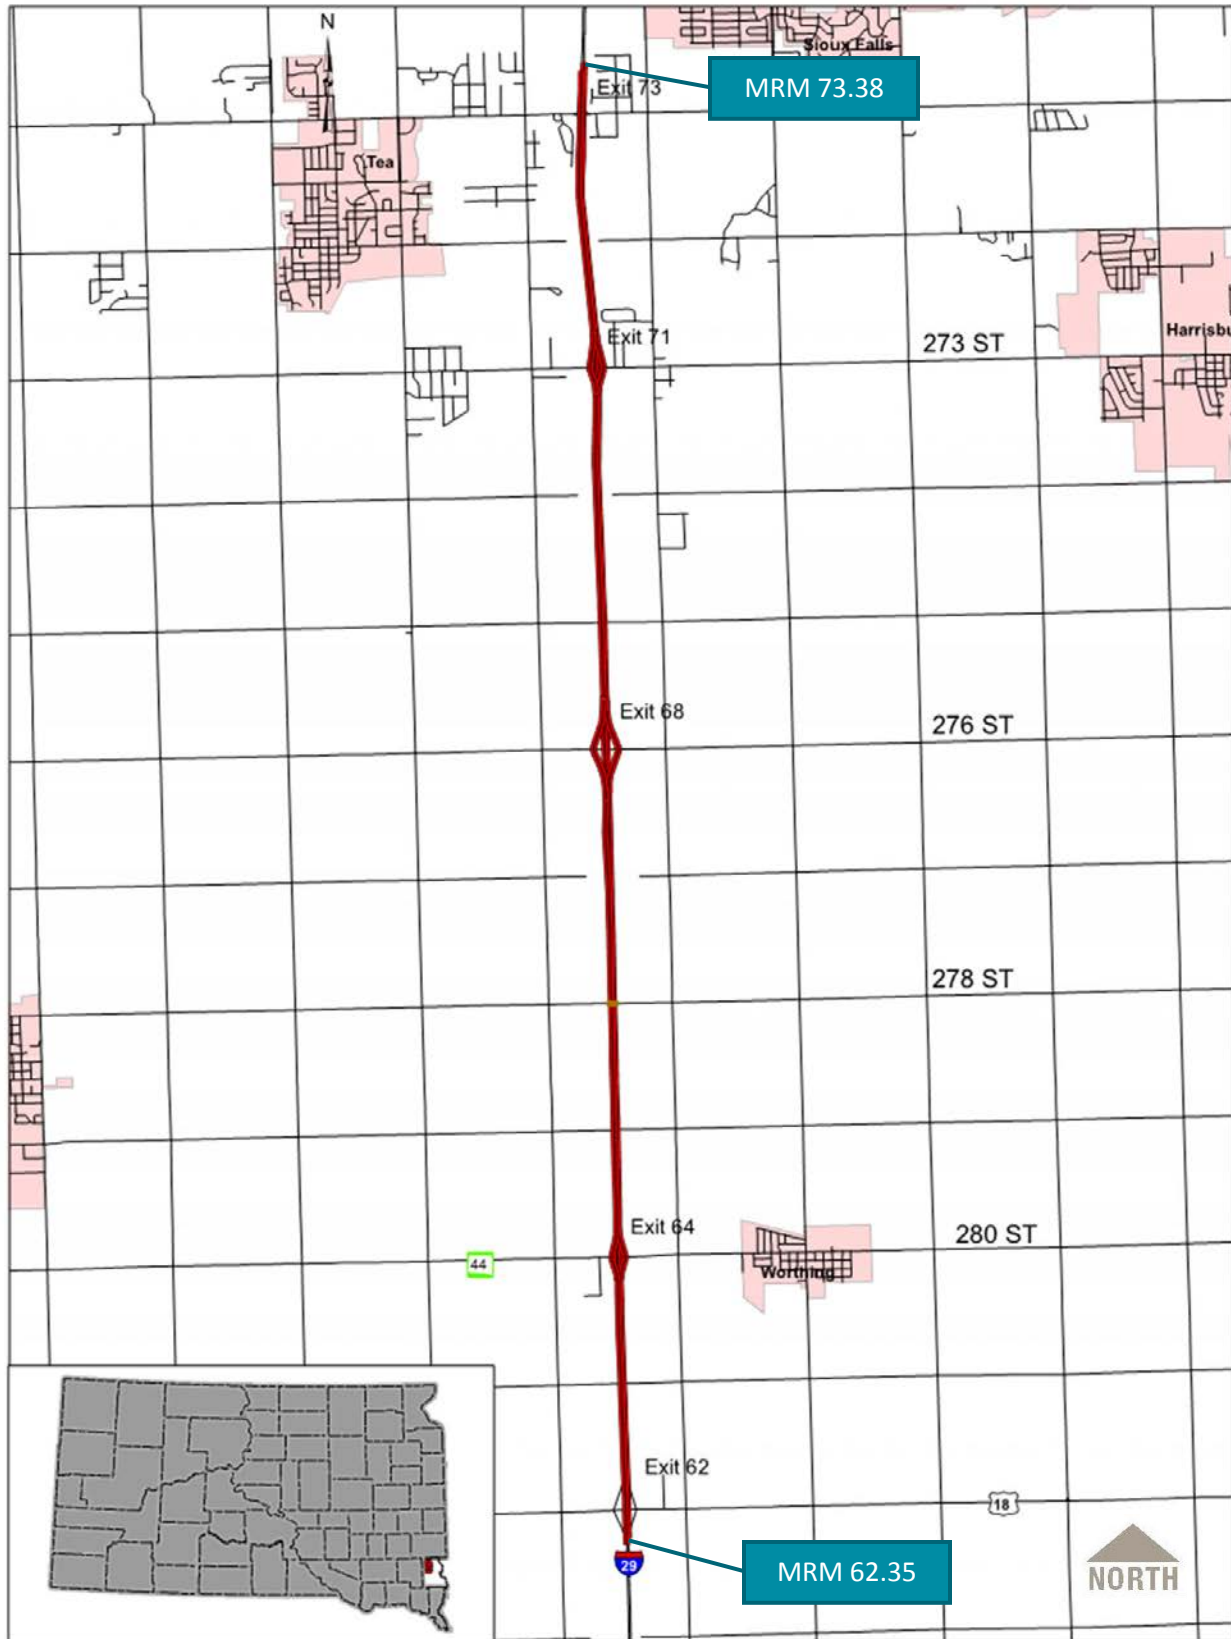 N
Sioux Falls
Exit 73
MRM 73.38
Tea
Exit 71
273 ST
Harrisbu
Exit 68
276 ST
278 ST
Exit 64
280 ST
44
Worthing
Exit 62
18
29
MRM 62.35
NORTH